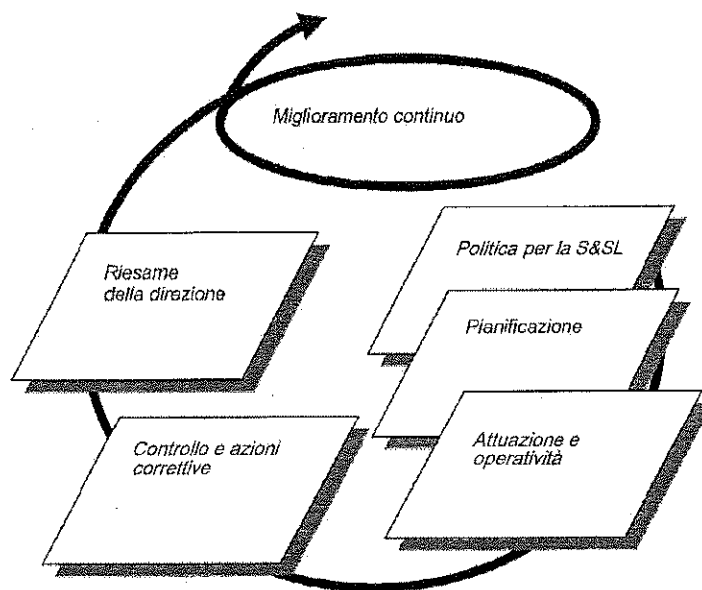 Miglioramento continuo
Politica per la S&SL
Pianificazione
Attuazione e
operatività
Controllo e azioni
correttive
Riesame
della direzione